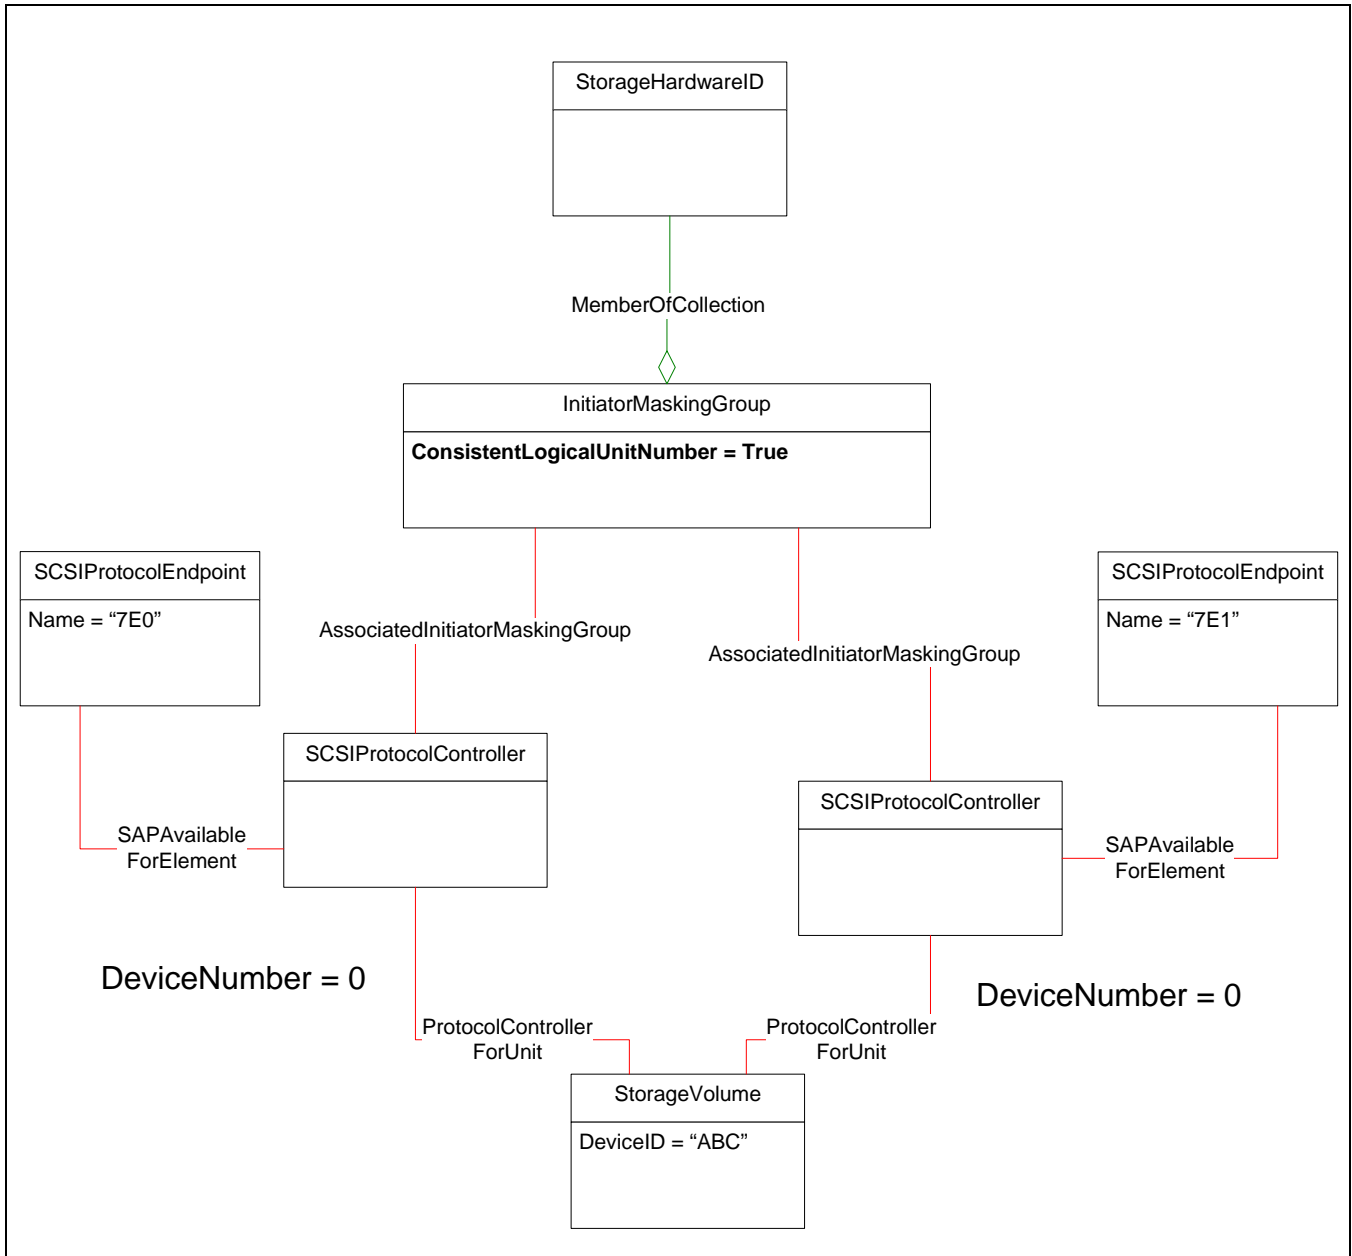 StorageHardwareID
MemberOfCollection
InitiatorMaskingGroup
ConsistentLogicalUnitNumber = True
SCSIProtocolEndpoint
Name = “7E0”
SCSIProtocolEndpoint
Name = “7E1”
AssociatedInitiatorMaskingGroup
AssociatedInitiatorMaskingGroup
SCSIProtocolController
SCSIProtocolController
SAPAvailable
ForElement
SAPAvailable
ForElement
DeviceNumber = 0
DeviceNumber = 0
ProtocolController
ForUnit
ProtocolController
ForUnit
StorageVolume
DeviceID = “ABC”